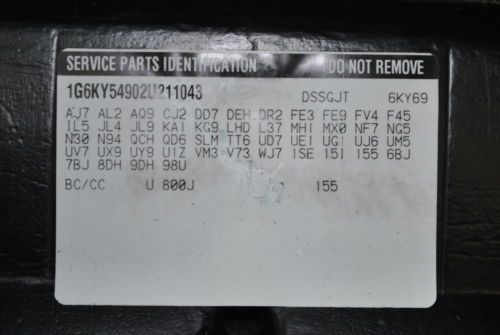 SERVICE PARTS IDENTIFICATION DO NOT REMOVE
1G6KY54902U211043 DSSGJT 6KY69
AJ7 AL2 AQ9 CJ2 DD7 DEH DR2 FE3 FE9 FV4 F45
1L5 JL4 JL9 KA1 KG9 LHD L37 MH1 MX0 NF7 NG5
N30 N94 QCH QD6 SLM TT6 UD7 UE1 UG1 UJ6 UM5
UV7 UX9 UY9 U1Z VM3 V73 WJ7 1SE 15I 155 6BJ
7BJ 8DH 9DH 98U
BC/CC U 800J 155